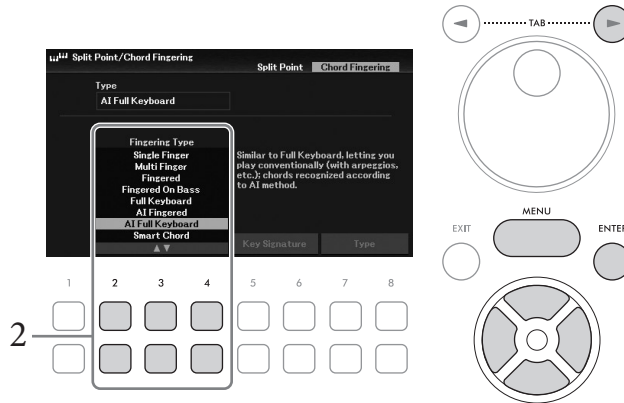 TAB
Split Point/Chord Fingering
Split Point Chord Fingering
Type
AI Full Keyboard
Fingering Type
Single Finger
Multi Finger
Fingered
Fingered On Bass
Full Keyboard
AI Fingered
AI Full Keyboard
Smart Chord
Similar to Full Keyboard, letting you
play conventionally (with arpeggios,
etc.); chords recognized according
to AI method.
Key Signature Type
MENU
EXIT
ENTER
1 2 3 4 5 6 7 8
2